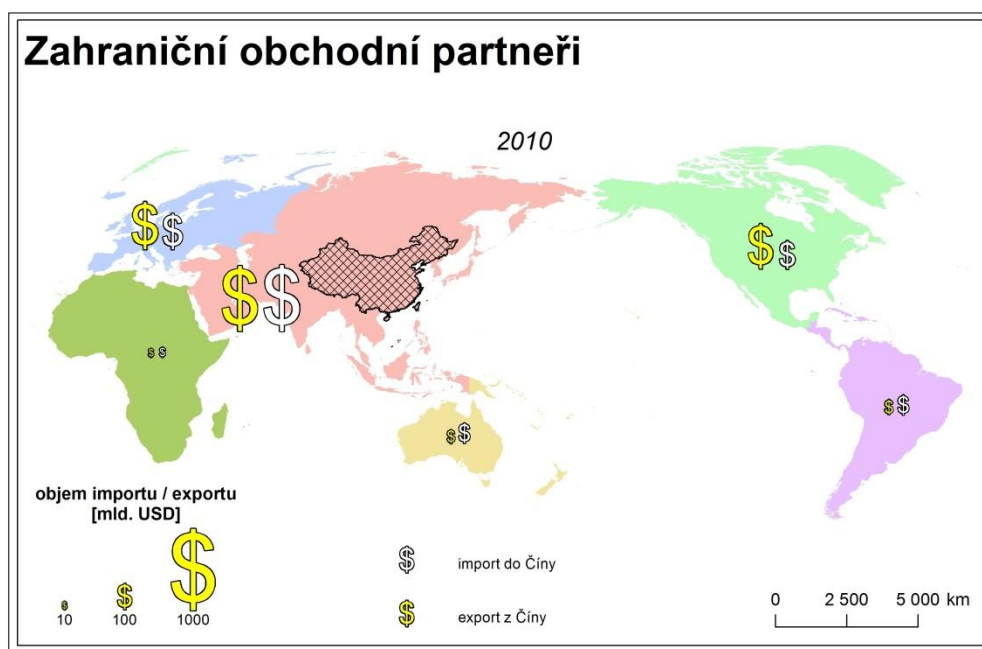 Zahraniční obchodní partneři
2010
$ $
$ $
$ $
$ $
$ $
$ $
$ $
objem importu / exportu
[mld. USD]
$ $ $
10 100 1000
$ import do Číny
$ export z Číny
0 2 500 5 000 km